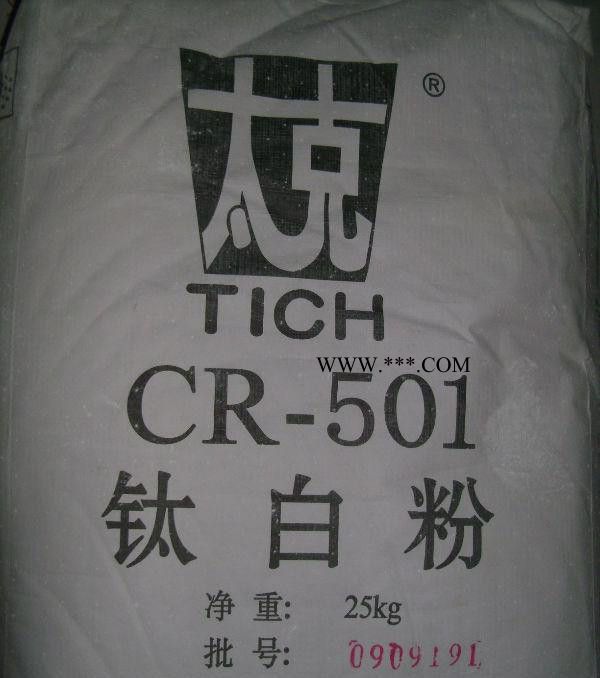 太克
®
TICH
WWW.***.COM
CR-501
钛白粉
净重: 25kg
批号: 0909191